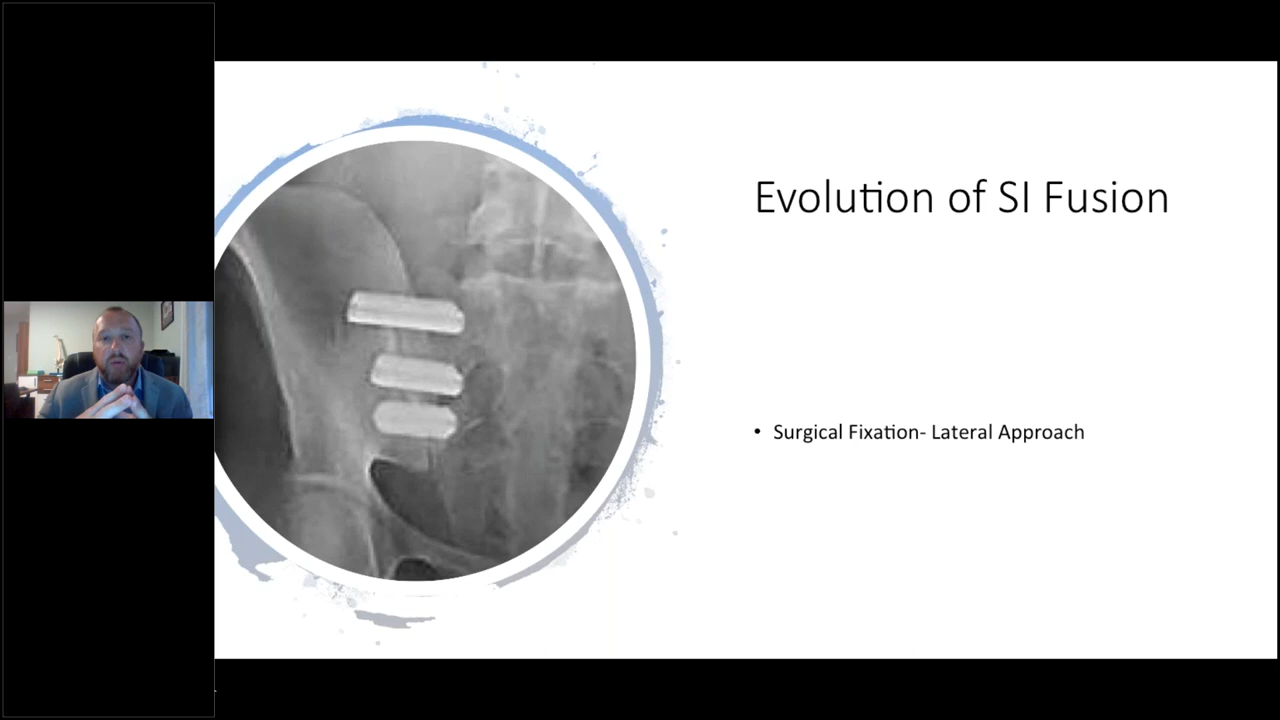 Evolution of SI Fusion
• Surgical Fixation- Lateral Approach